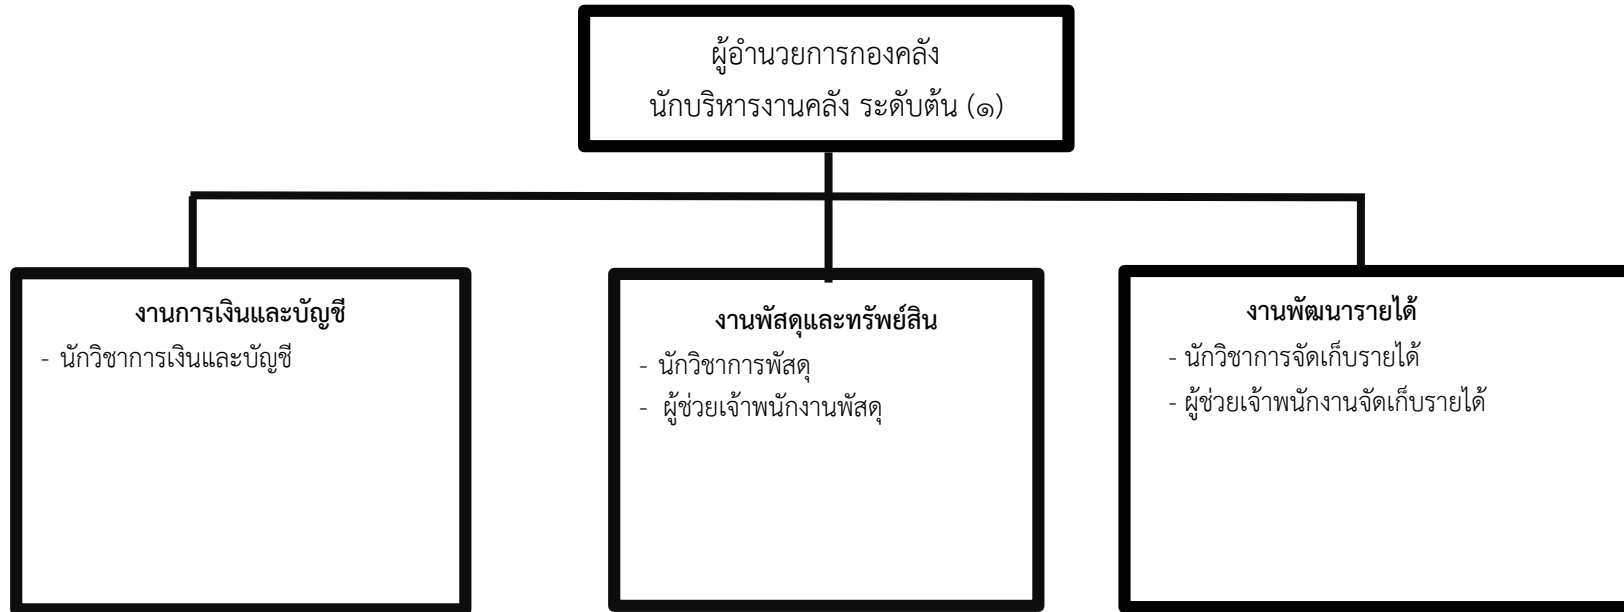 ผู้อำนวยการกองคลัง
นักบริหารงานคลัง ระดับต้น (๑)
งานการเงินและบัญชี
- นักวิชาการเงินและบัญชี
งานพัสดุและทรัพย์สิน
- นักวิชาการพัสดุ
- ผู้ช่วยเจ้าพนักงานพัสดุ
งานพัฒนารายได้
- นักวิชาการจัดเก็บรายได้
- ผู้ช่วยเจ้าพนักงานจัดเก็บรายได้